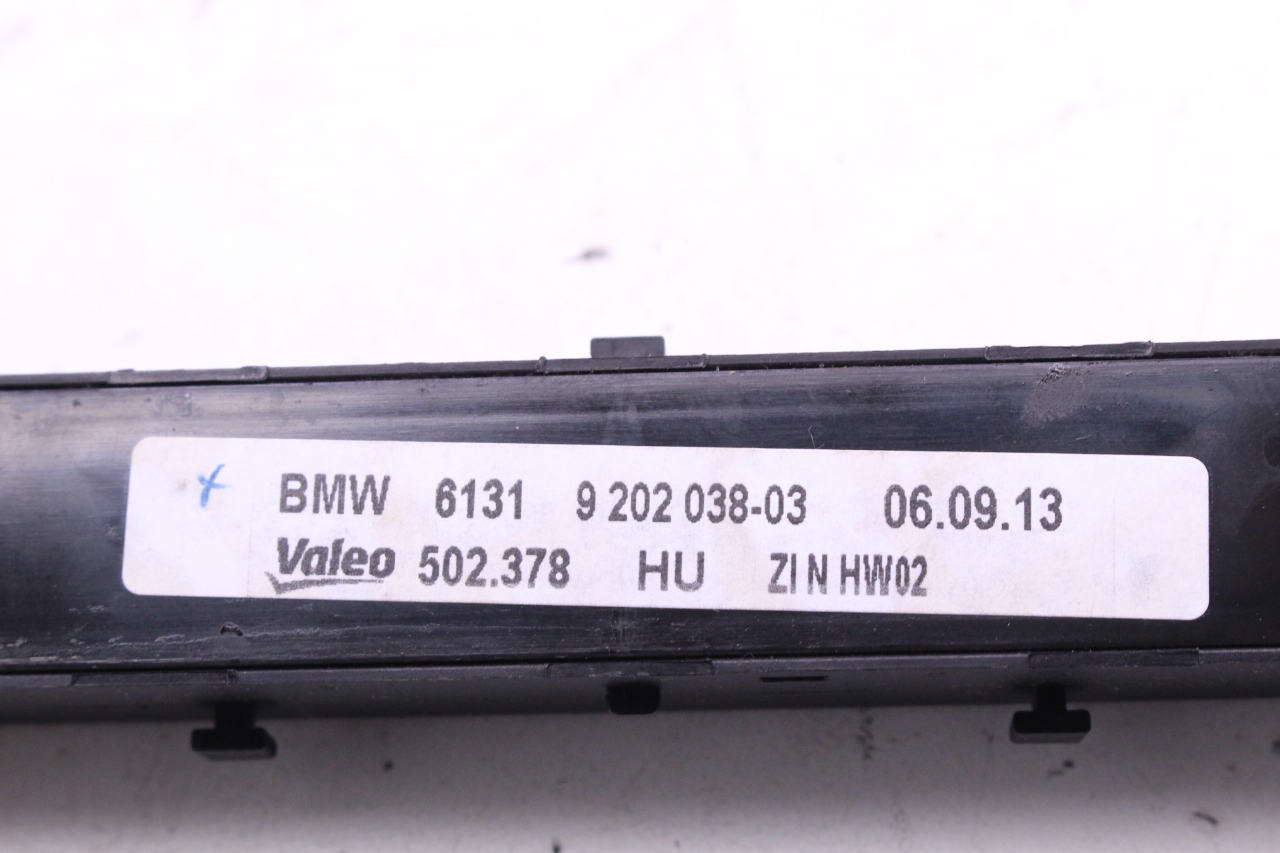 BMW 6131 9 202 038-03 06.09.13
Valeo 502.378 HU ZI N HW02